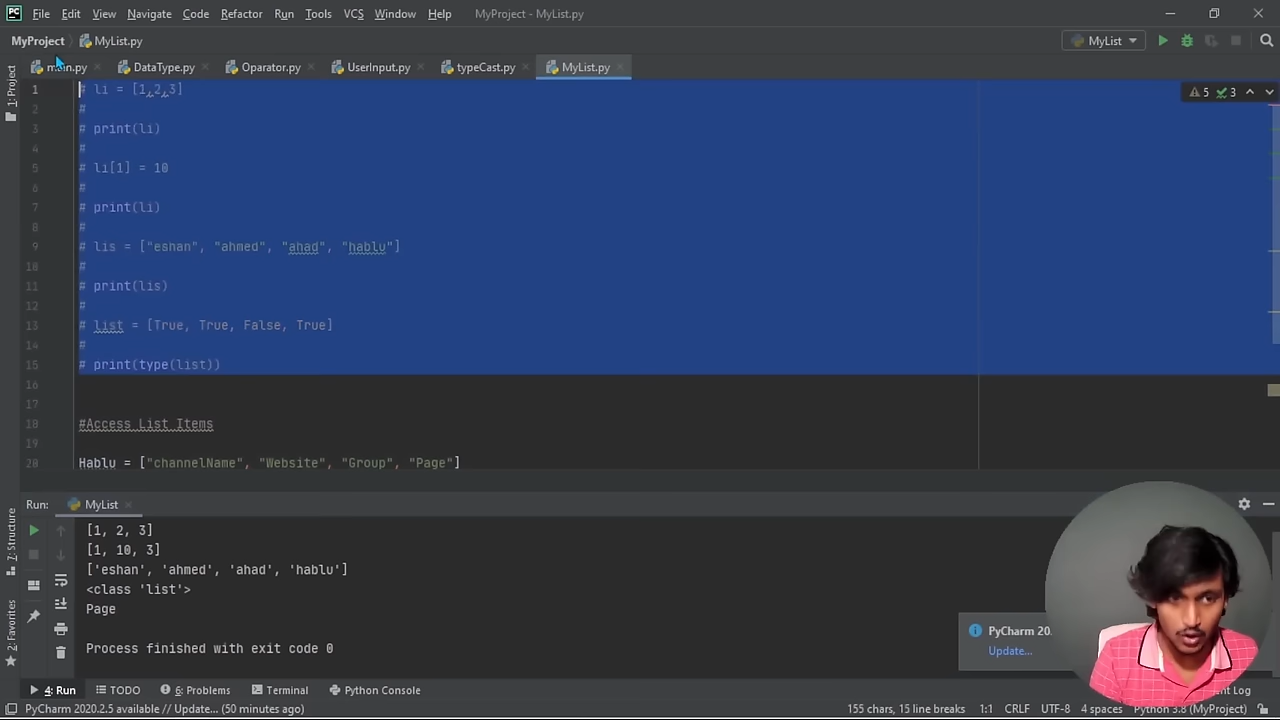 File Edit View Navigate Code Refactor Run Tools VCS Window Help MyProject - MyList.py
MyProject MyList.py MyList
main.py DataType.py Oparator.py UserInput.py typeCast.py MyList.py
1: Project
1 # li = [1,2,3] 5 3
2 #
3 # print(li)
4 #
5 # li[1] = 10
6 #
7 # print(li)
8 #
9 # lis = ["eshan", "ahmed", "ahad", "hablu"]
10 #
11 # print(lis)
12 #
13 # list = [True, True, False, True]
14 #
15 # print(type(list))
16
17
18 #Access List Items
19
20 Hablu = ["channelName", "Website", "Group", "Page"]
Run: MyList
7: Structure
2: Favorites
[1, 2, 3]
[1, 10, 3]
['eshan', 'ahmed', 'ahad', 'hablu']
<class 'list'>
Page
Process finished with exit code 0
PyCharm 20
Update...
4: Run TODO 6: Problems Terminal Python Console Log
PyCharm 2020.2.5 available // Update... (50 minutes ago) 155 chars, 15 line breaks 1:1 CRLF UTF-8 4 spaces Python 3.8 (MyProject)